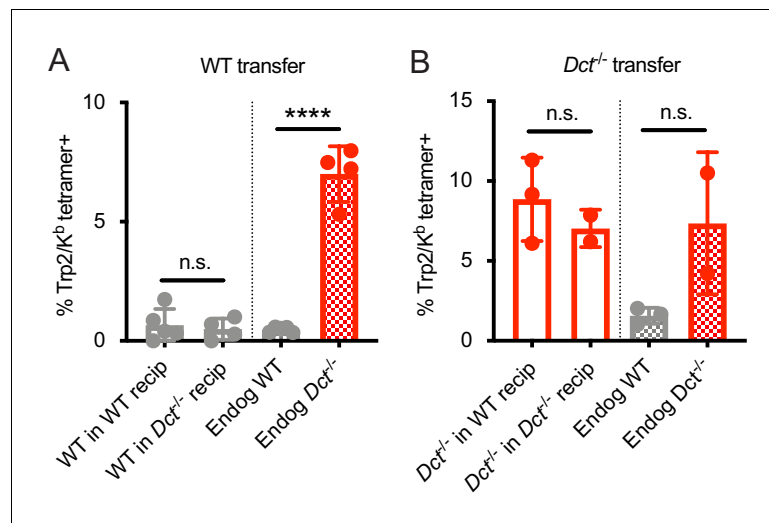 A
WT transfer
% Trp2/Kᵇ tetramer+
10
5
0
n.s.
****
WT in WT recip
WT in Dct⁻/⁻ recip
Endog WT
Endog Dct⁻/⁻
B
Dct⁻/⁻ transfer
% Trp2/Kᵇ tetramer+
15
10
5
0
n.s.
n.s.
Dct⁻/⁻ in WT recip
Dct⁻/⁻ in Dct⁻/⁻ recip
Endog WT
Endog Dct⁻/⁻